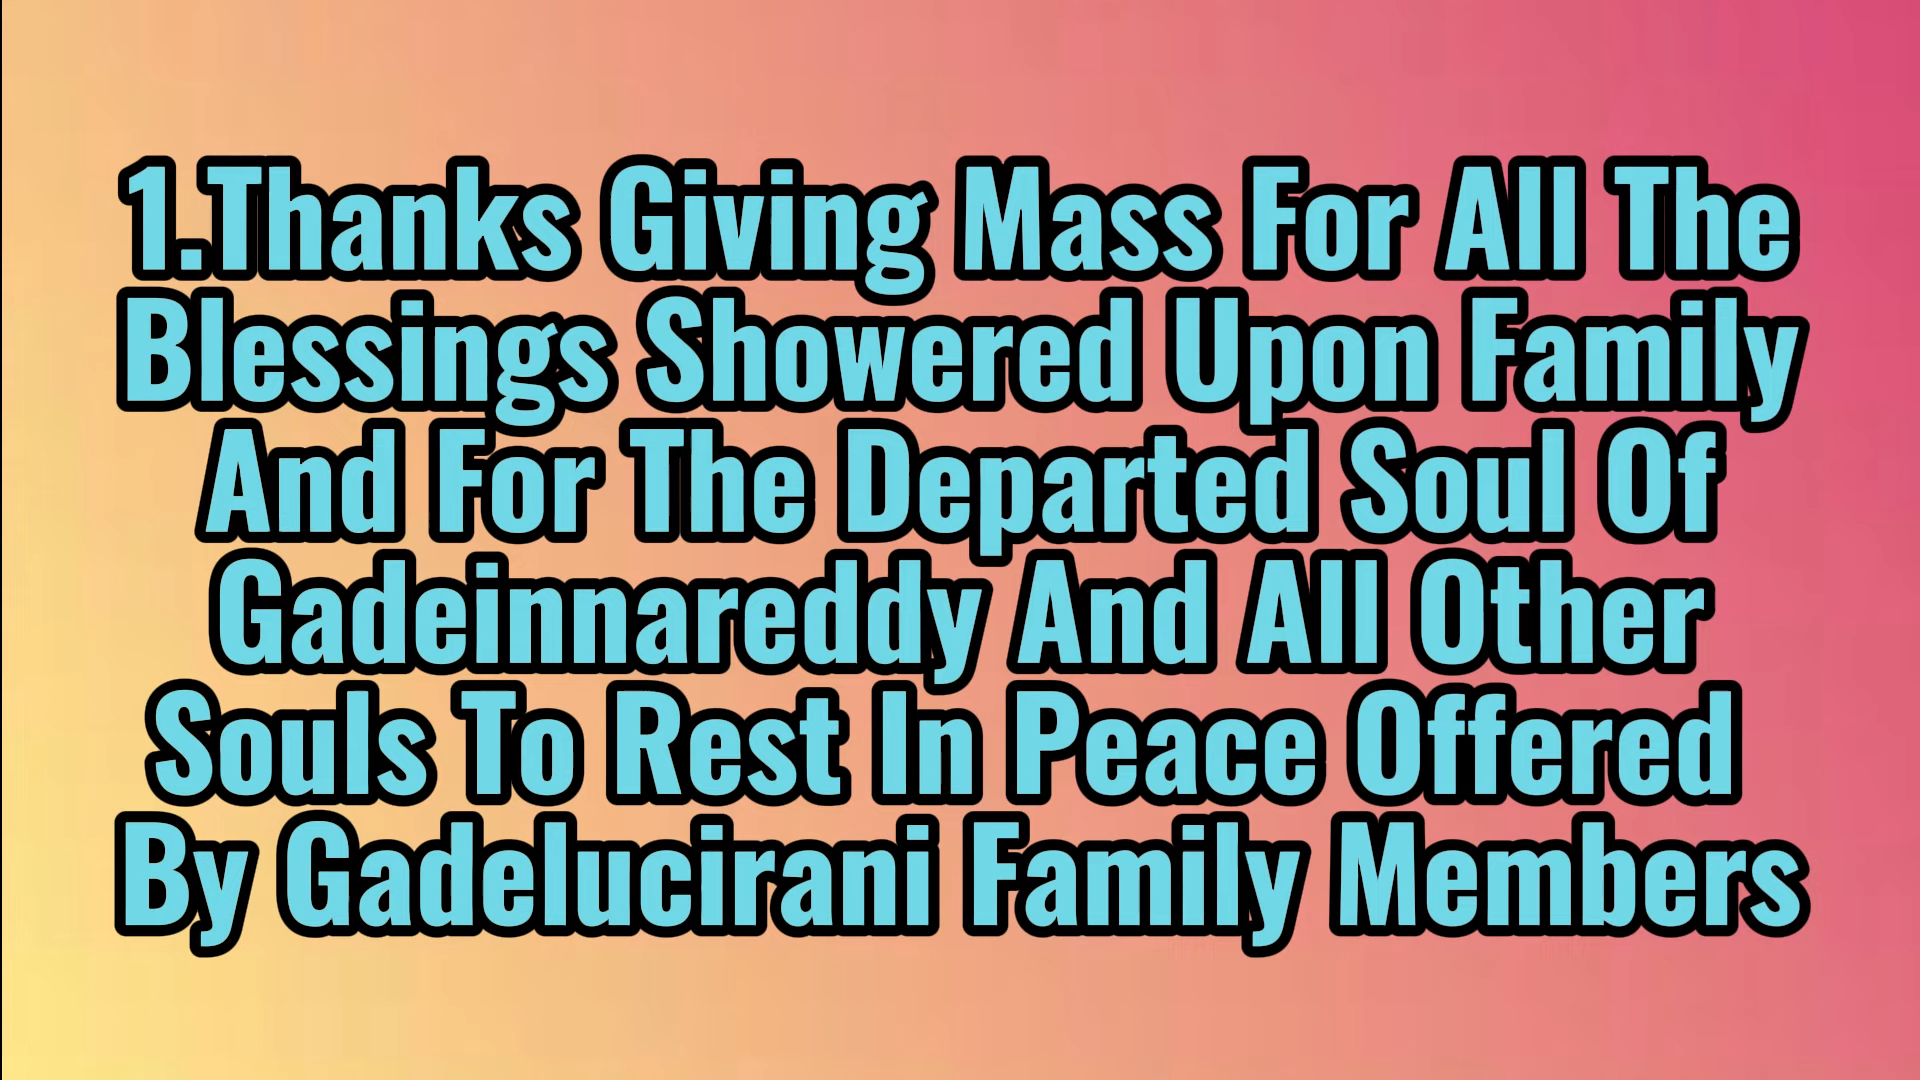 1.Thanks Giving Mass For All The
Blessings Showered Upon Family
And For The Departed Soul Of
Gadeinnareddy And All Other
Souls To Rest In Peace Offered
By Gadelucirani Family Members